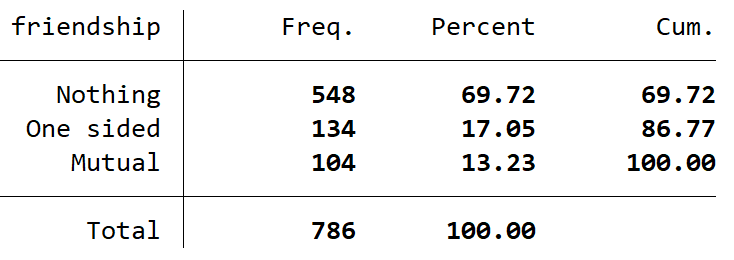 friendship Freq. Percent Cum.
Nothing 548 69.72 69.72
One sided 134 17.05 86.77
Mutual 104 13.23 100.00
Total 786 100.00